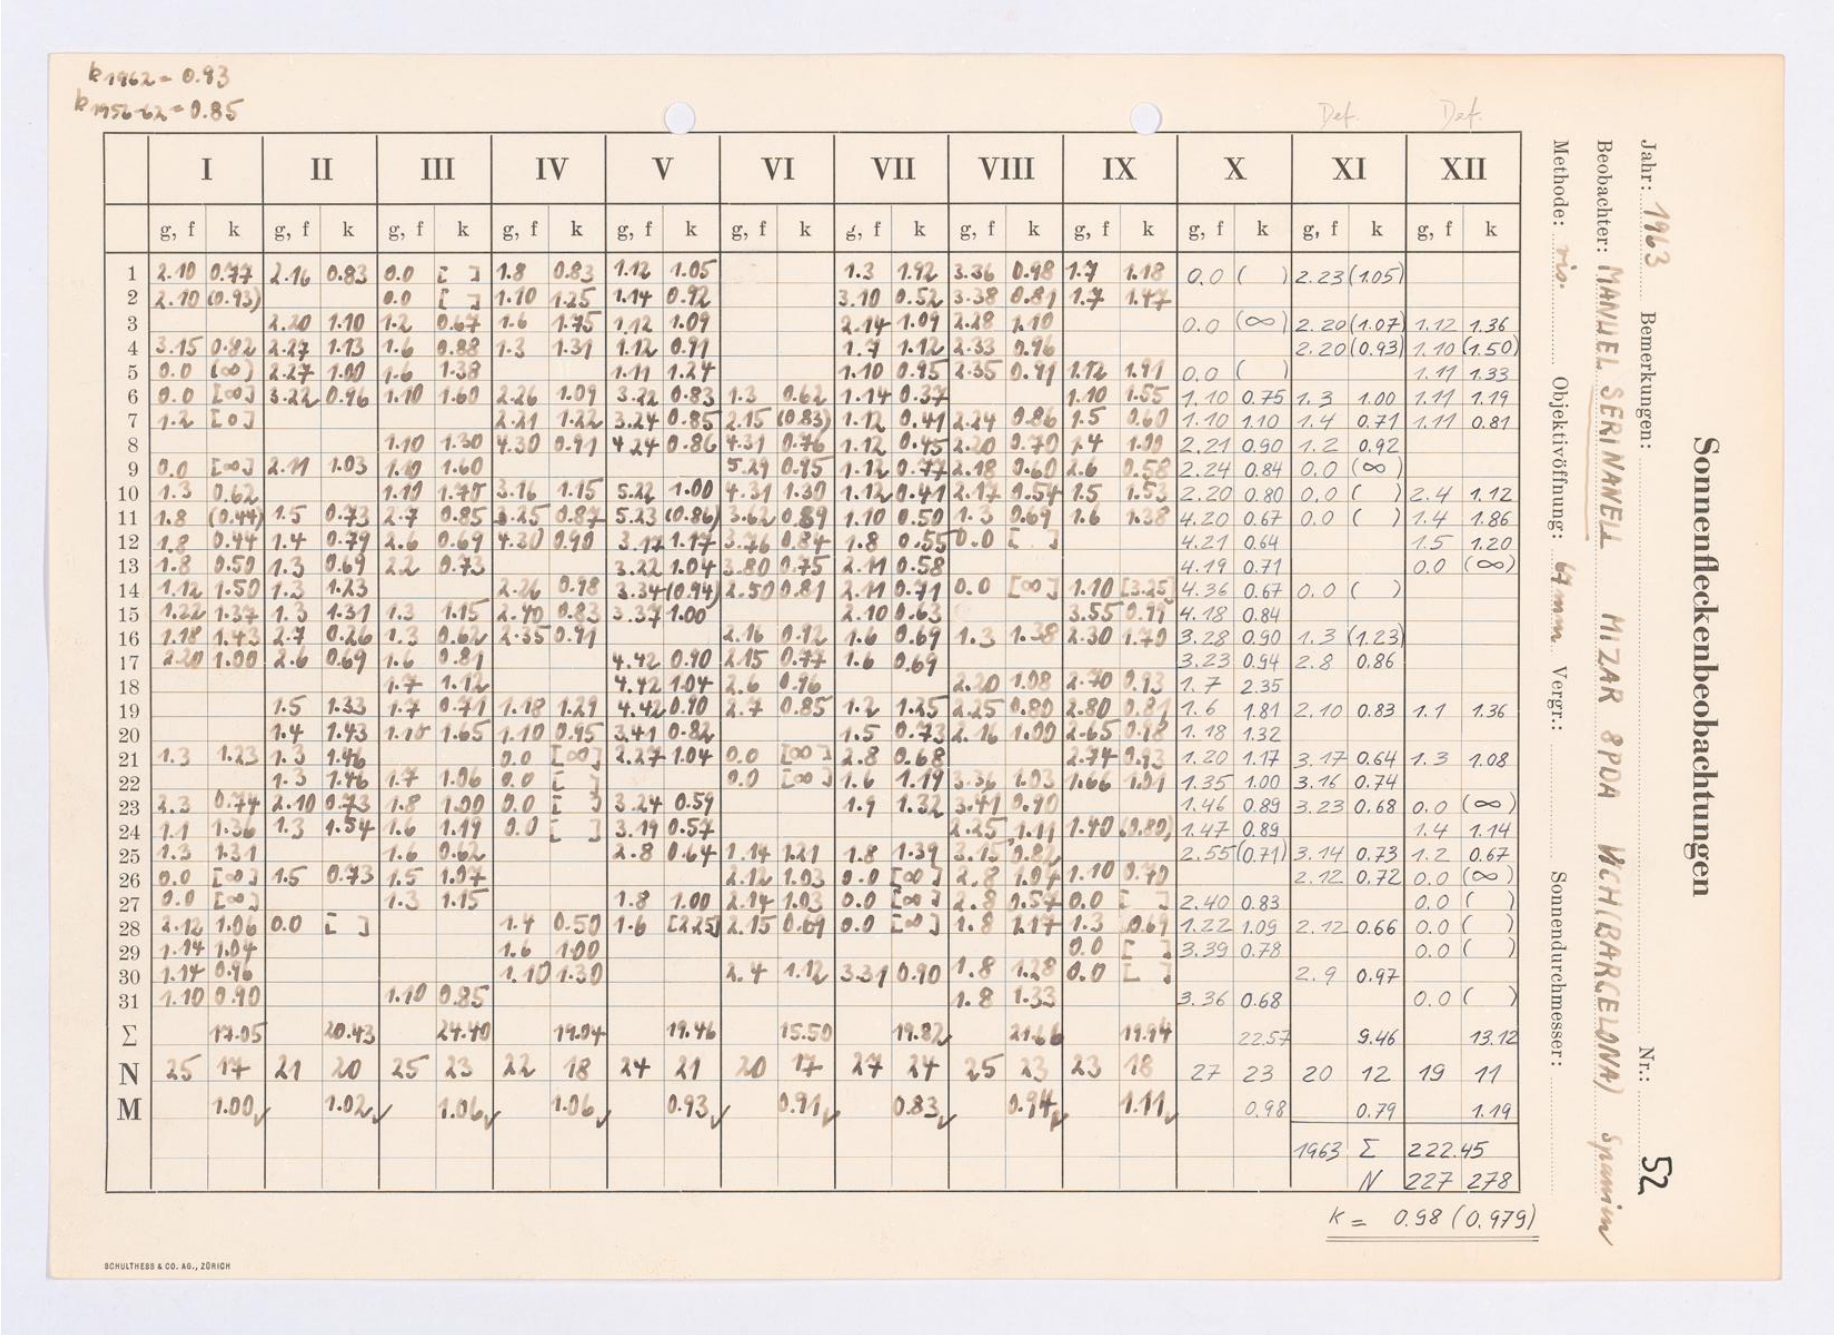 k 1962 = 0.93
k 1956-62 = 0.85
Def. Def.
I II III IV V VI VII VIII IX X XI XII
g, f k g, f k g, f k g, f k g, f k g, f k g, f k g, f k g, f k g, f k g, f k g, f k
1 2.10 0.77 2.16 0.83 0.0 [ ] 1.8 0.83 1.12 1.05 1.3 1.92 3.36 0.98 1.7 1.18 0.0 ( ) 2.23 (1.05)
2 2.10 (0.93) 0.0 [ ] 1.10 1.25 1.14 0.92 3.10 0.52 3.38 0.81 1.7 1.47
3 2.20 1.10 1.2 0.67 1.6 1.75 1.12 1.09 2.14 1.09 2.28 1.10 0.0 (∞) 2.20 (1.07) 1.12 1.36
4 3.15 0.82 2.27 1.13 1.6 0.88 1.3 1.31 1.12 0.91 1.7 1.12 2.33 0.96 2.20 (0.93) 1.10 (1.50)
5 0.0 (∞) 2.27 1.00 1.6 1.38 1.11 1.24 1.10 0.95 2.35 0.91 1.12 1.91 0.0 ( ) 1.11 1.33
6 0.0 [∞] 3.22 0.96 1.10 1.60 2.26 1.09 3.22 0.83 1.3 0.62 1.14 0.37 1.10 1.55 1.10 0.75 1.3 1.00 1.11 1.19
7 1.2 [0] 2.21 1.22 3.24 0.85 2.15 (0.83) 1.12 0.41 2.24 0.86 1.5 0.60 1.10 1.10 1.4 0.71 1.11 0.81
8 1.10 1.30 4.30 0.91 4.24 0.86 4.31 0.76 1.12 0.45 2.20 0.70 1.4 1.00 2.21 0.90 1.2 0.92
9 0.0 [∞] 2.11 1.03 1.10 1.60 5.29 0.95 1.12 0.77 2.18 0.60 2.6 0.58 2.24 0.84 0.0 (∞)
10 1.3 0.62 1.10 1.70 3.16 1.15 5.22 1.00 4.31 1.30 1.12 0.41 2.17 0.54 1.5 1.53 2.20 0.80 0.0 ( ) 2.4 1.12
11 1.8 (0.44) 1.5 0.73 2.7 0.85 3.25 0.87 5.23 (0.86) 3.62 0.89 1.10 0.50 1.3 0.69 1.6 1.38 4.20 0.67 0.0 ( ) 1.4 1.86
12 1.8 0.44 1.4 0.79 2.6 0.69 4.30 0.90 3.17 1.17 3.76 0.84 1.8 0.55 0.0 [ ] 4.21 0.64 1.5 1.20
13 1.8 0.50 1.3 0.69 2.2 0.73 3.22 1.04 3.80 0.75 2.11 0.58 4.19 0.71 0.0 (∞)
14 1.12 1.50 1.3 1.23 2.26 0.98 3.34 (0.94) 2.50 0.81 2.11 0.71 0.0 [∞] 1.10 [3.25] 4.36 0.67 0.0 ( )
15 1.22 1.37 1.3 1.31 1.3 1.15 2.40 0.83 3.37 1.00 2.10 0.63 3.55 0.99 4.18 0.84
16 1.18 1.43 2.7 0.26 1.3 0.62 2.35 0.91 2.16 0.92 1.6 0.69 1.3 1.38 2.30 1.70 3.28 0.90 1.3 (1.23)
17 2.20 1.00 2.6 0.69 1.6 0.81 4.42 0.90 2.15 0.77 1.6 0.69 3.23 0.94 2.8 0.86
18 1.7 1.12 4.42 1.04 2.6 0.96 2.20 1.08 2.70 0.93 1.7 2.35
19 1.5 1.33 1.7 0.71 1.18 1.29 4.42 0.90 2.7 0.85 1.2 1.25 2.25 0.80 2.80 0.81 1.6 1.81 2.10 0.83 1.1 1.36
20 1.4 1.43 1.10 1.65 1.10 0.95 3.41 0.82 1.5 0.73 2.16 1.00 2.65 0.98 1.18 1.32
21 1.3 1.23 1.3 1.46 0.0 [∞] 2.27 1.04 0.0 [∞] 2.8 0.68 2.74 0.93 1.20 1.17 3.17 0.64 1.3 1.08
22 1.3 1.46 1.7 1.06 0.0 [ ] 0.0 [∞] 1.6 1.19 3.36 1.03 1.66 1.01 1.35 1.00 3.16 0.74
23 2.3 0.74 2.10 0.73 1.8 1.00 0.0 [ ] 3.24 0.59 1.9 1.32 3.41 0.90 1.46 0.89 3.23 0.68 0.0 (∞)
24 1.1 1.36 1.3 1.54 1.6 1.19 0.0 [ ] 3.19 0.57 2.25 1.11 1.40 (0.80) 1.47 0.89 1.4 1.14
25 1.3 1.31 1.6 0.62 2.8 0.64 1.14 1.21 1.8 1.39 3.15 0.82 2.55 (0.71) 3.14 0.73 1.2 0.67
26 0.0 [∞] 1.5 0.73 1.5 1.07 2.12 1.03 0.0 [∞] 2.8 1.04 1.10 0.70 2.12 0.72 0.0 (∞)
27 0.0 [∞] 1.3 1.15 1.8 1.00 2.14 1.03 0.0 [∞] 2.8 0.57 0.0 [ ] 2.40 0.83 0.0 ( )
28 2.12 1.06 0.0 [ ] 1.4 0.50 1.6 [2.25] 2.15 0.69 0.0 [∞] 1.8 1.17 1.3 0.69 1.22 1.09 2.12 0.66 0.0 ( )
29 1.14 1.04 1.6 1.00 0.0 [ ] 3.39 0.78 0.0 ( )
30 1.14 0.96 1.10 1.30 2.4 1.12 3.31 0.90 1.8 1.28 0.0 [ ] 2.9 0.97
31 1.10 0.90 1.10 0.85 1.8 1.33 3.36 0.68 0.0 ( )
Σ 17.05 20.43 24.40 19.04 19.46 15.50 19.82 21.66 19.94 22.57 9.46 13.12
N 25 17 21 20 25 23 22 18 24 21 20 17 27 24 25 23 23 18 27 23 20 12 19 11
M 1.00✓ 1.02✓ 1.06✓ 1.06✓ 0.93✓ 0.91✓ 0.83✓ 0.94✓ 1.11✓ 0.98 0.79 1.19
1963 Σ 222.45
N 227 278
k = 0.98 (0.979)
SCHULTHESS & CO. AG., ZÜRICH
Sonnenfleckenbeobachtungen
Jahr: 1963 Bemerkungen: Nr.: 52
Beobachter: MANUEL SERINANELL MIZAR 8PDA VICH (BARCELONA) Spanien
Methode: vis. Objektivöffnung: 67 mm Vergr.: Sonnendurchmesser: